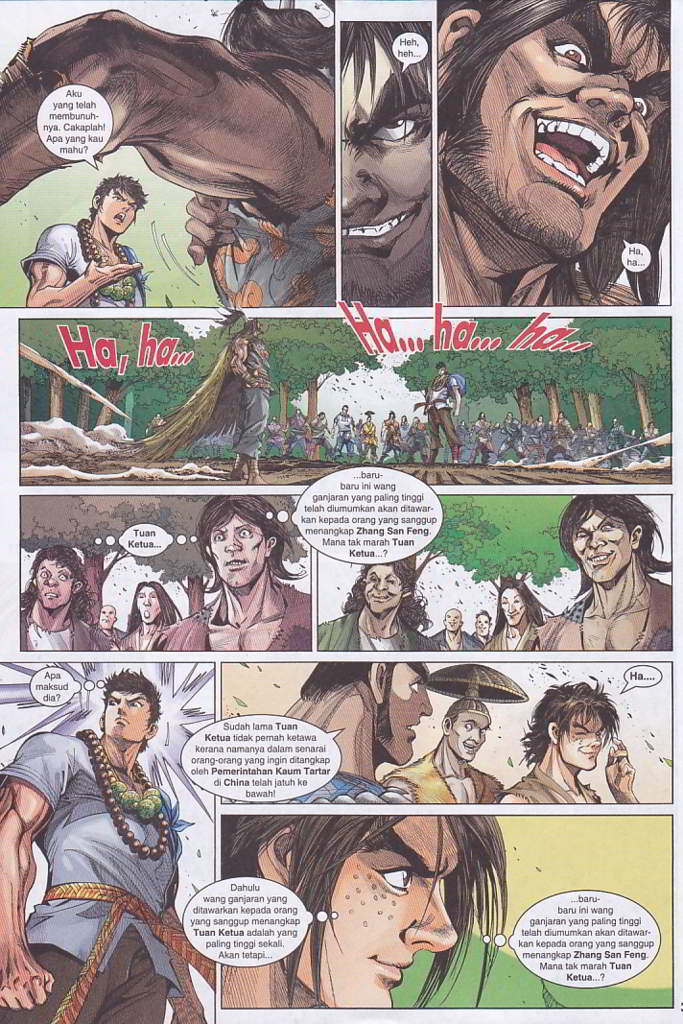 Aku
yang telah
membunuh-
nya. Cakaplah!
Apa yang kau
mahu?
Heh,
heh...
Ha,
ha...
Ha, ha...
Ha... ha... ha...
Tuan
Ketua...
...baru-
baru ini wang
ganjaran yang paling tinggi
telah diumumkan akan ditawar-
kan kepada orang yang sanggup
menangkap Zhang San Feng.
Mana tak marah Tuan
Ketua...?
Apa
maksud
dia?
Sudah lama Tuan
Ketua tidak pernah ketawa
kerana namanya dalam senarai
orang-orang yang ingin ditangkap
oleh Pemerintahan Kaum Tartar
di China telah jatuh ke
bawah!
Ha....
Dahulu
wang ganjaran yang
ditawarkan kepada orang
yang sanggup menangkap
Tuan Ketua adalah yang
paling tinggi sekali.
Akan tetapi...
...baru-
baru ini wang
ganjaran yang paling tinggi
telah diumumkan akan ditawar-
kan kepada orang yang sanggup
menangkap Zhang San Feng.
Mana tak marah Tuan
Ketua...?